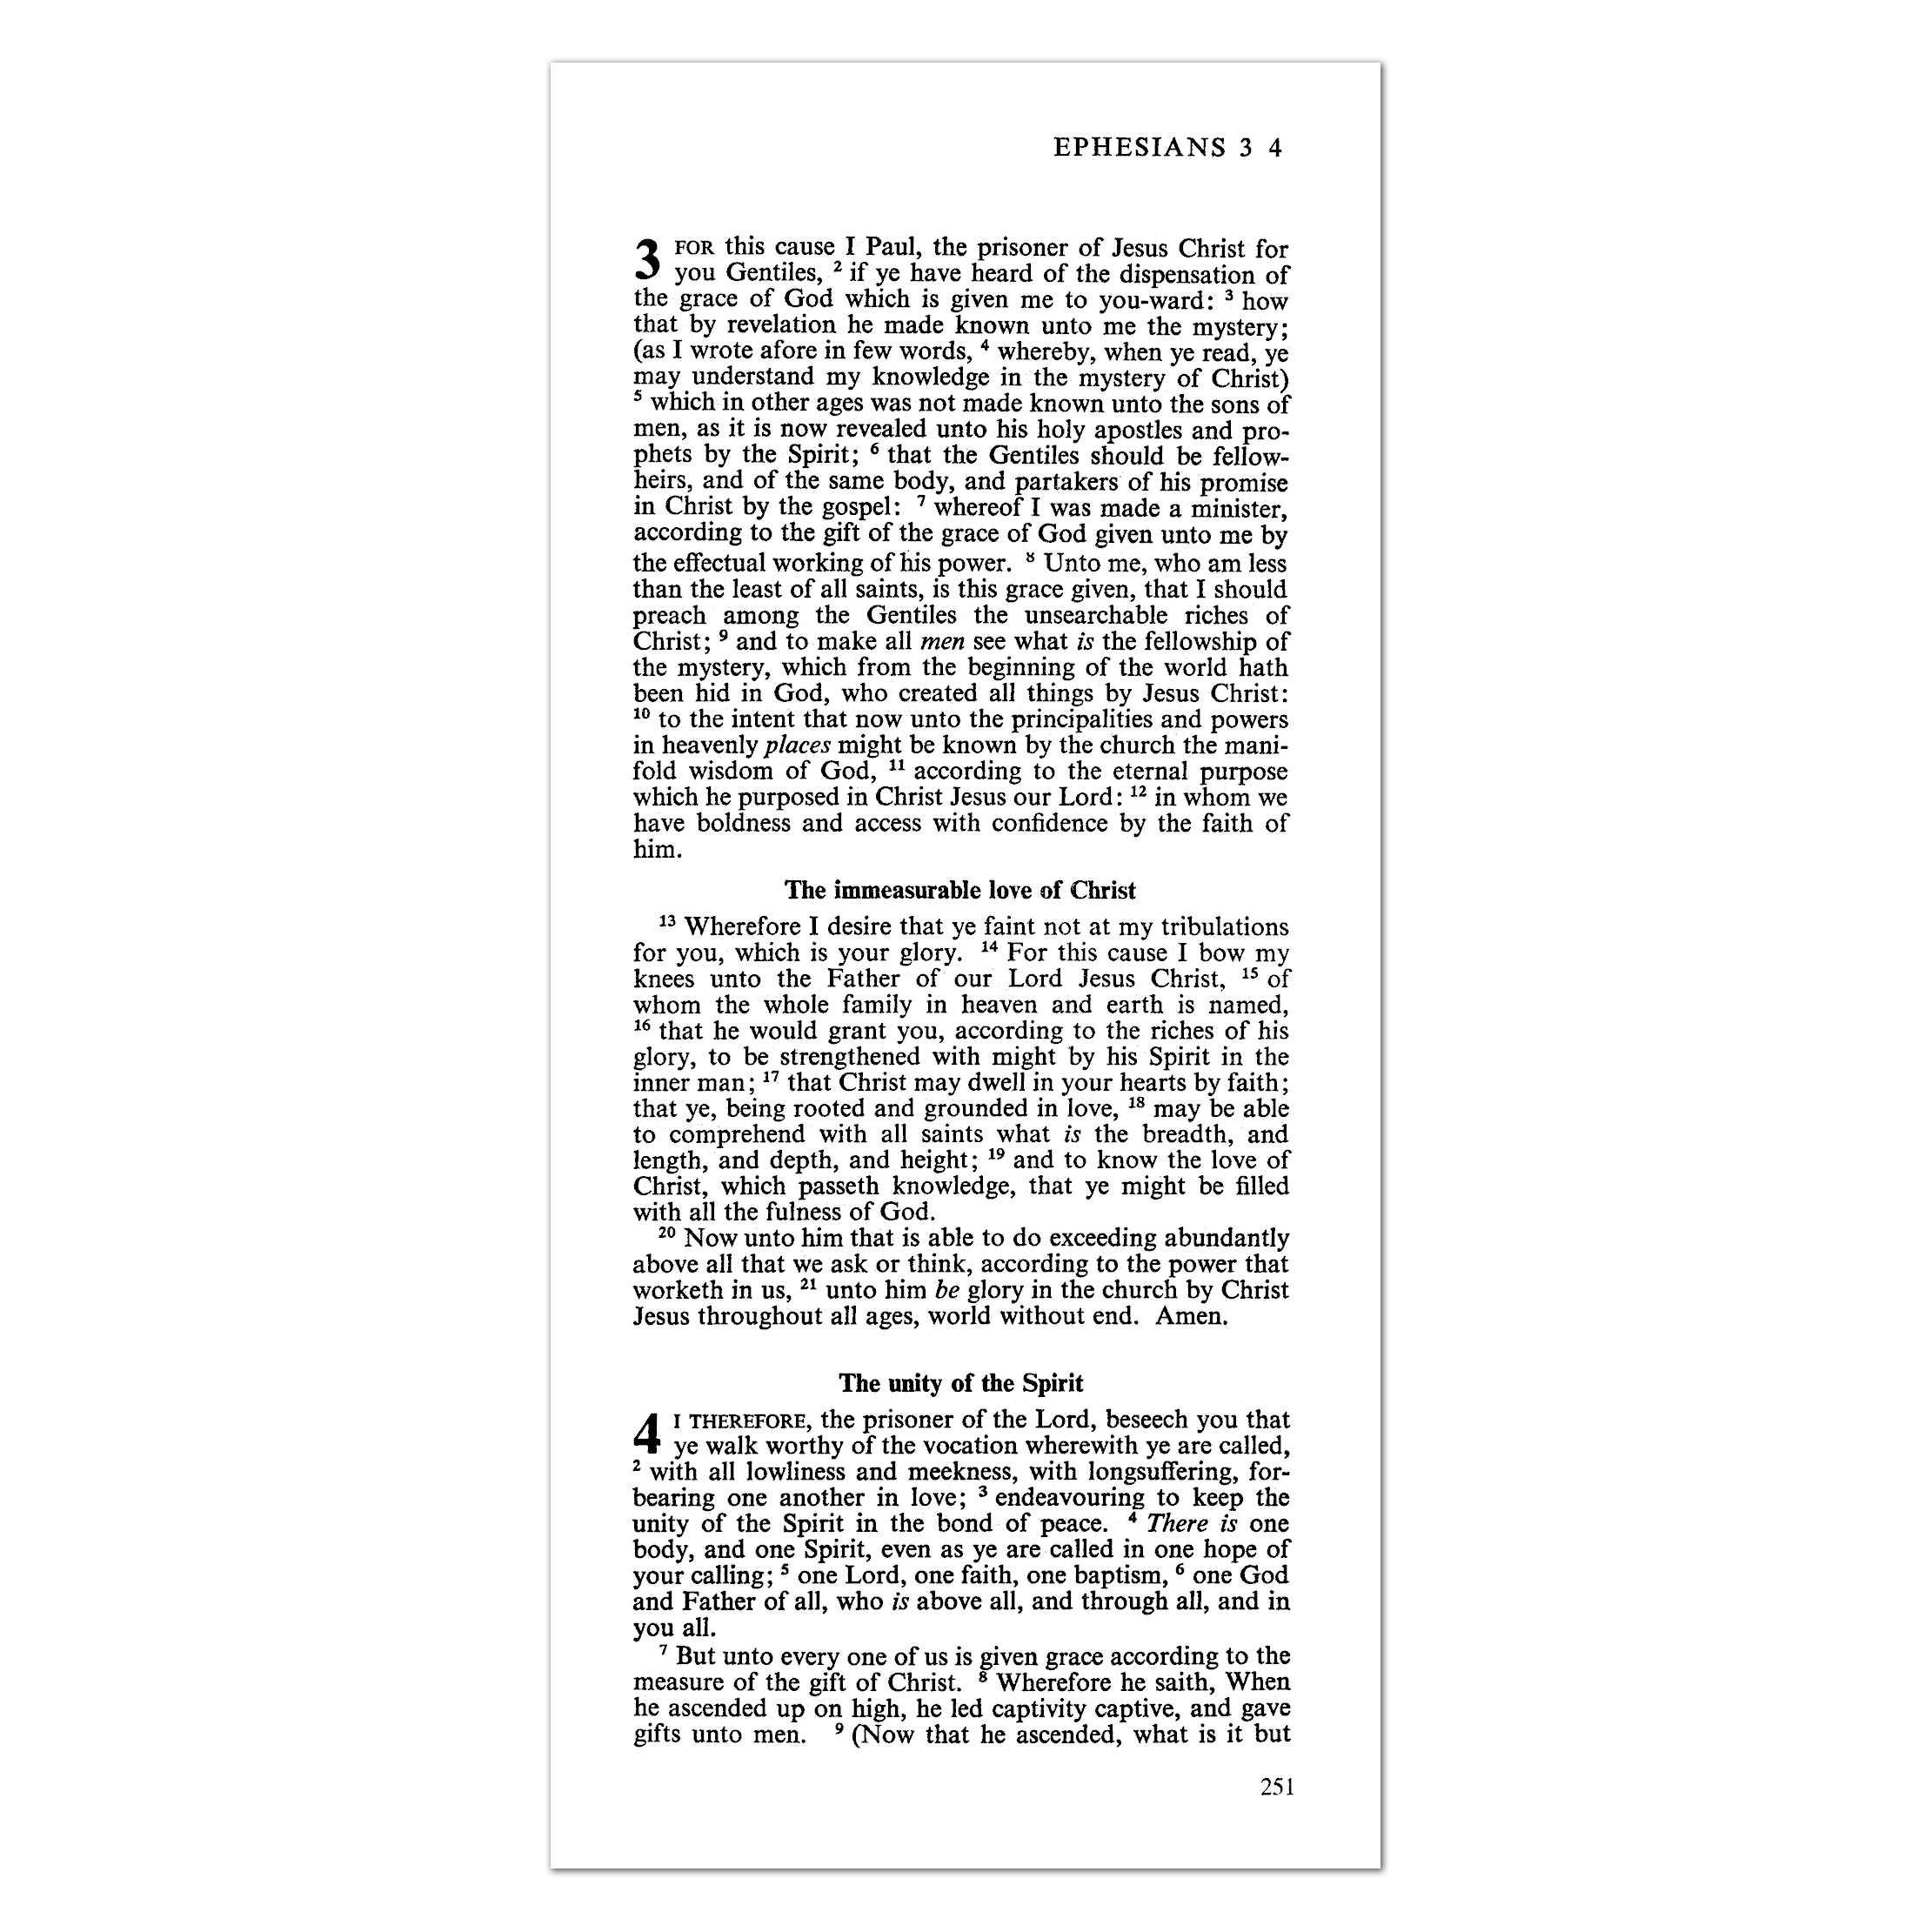 EPHESIANS 3 4
3 FOR this cause I Paul, the prisoner of Jesus Christ for
you Gentiles, ² if ye have heard of the dispensation of
the grace of God which is given me to you-ward: ³ how
that by revelation he made known unto me the mystery;
(as I wrote afore in few words, ⁴ whereby, when ye read, ye
may understand my knowledge in the mystery of Christ)
⁵ which in other ages was not made known unto the sons of
men, as it is now revealed unto his holy apostles and pro-
phets by the Spirit; ⁶ that the Gentiles should be fellow-
heirs, and of the same body, and partakers of his promise
in Christ by the gospel: ⁷ whereof I was made a minister,
according to the gift of the grace of God given unto me by
the effectual working of his power. ⁸ Unto me, who am less
than the least of all saints, is this grace given, that I should
preach among the Gentiles the unsearchable riches of
Christ; ⁹ and to make all men see what is the fellowship of
the mystery, which from the beginning of the world hath
been hid in God, who created all things by Jesus Christ:
¹⁰ to the intent that now unto the principalities and powers
in heavenly places might be known by the church the mani-
fold wisdom of God, ¹¹ according to the eternal purpose
which he purposed in Christ Jesus our Lord: ¹² in whom we
have boldness and access with confidence by the faith of
him.
The immeasurable love of Christ
¹³ Wherefore I desire that ye faint not at my tribulations
for you, which is your glory. ¹⁴ For this cause I bow my
knees unto the Father of our Lord Jesus Christ, ¹⁵ of
whom the whole family in heaven and earth is named,
¹⁶ that he would grant you, according to the riches of his
glory, to be strengthened with might by his Spirit in the
inner man; ¹⁷ that Christ may dwell in your hearts by faith;
that ye, being rooted and grounded in love, ¹⁸ may be able
to comprehend with all saints what is the breadth, and
length, and depth, and height; ¹⁹ and to know the love of
Christ, which passeth knowledge, that ye might be filled
with all the fulness of God.
²⁰ Now unto him that is able to do exceeding abundantly
above all that we ask or think, according to the power that
worketh in us, ²¹ unto him be glory in the church by Christ
Jesus throughout all ages, world without end. Amen.
The unity of the Spirit
4 I THEREFORE, the prisoner of the Lord, beseech you that
ye walk worthy of the vocation wherewith ye are called,
² with all lowliness and meekness, with longsuffering, for-
bearing one another in love; ³ endeavouring to keep the
unity of the Spirit in the bond of peace. ⁴ There is one
body, and one Spirit, even as ye are called in one hope of
your calling; ⁵ one Lord, one faith, one baptism, ⁶ one God
and Father of all, who is above all, and through all, and in
you all.
⁷ But unto every one of us is given grace according to the
measure of the gift of Christ. ⁸ Wherefore he saith, When
he ascended up on high, he led captivity captive, and gave
gifts unto men. ⁹ (Now that he ascended, what is it but
251